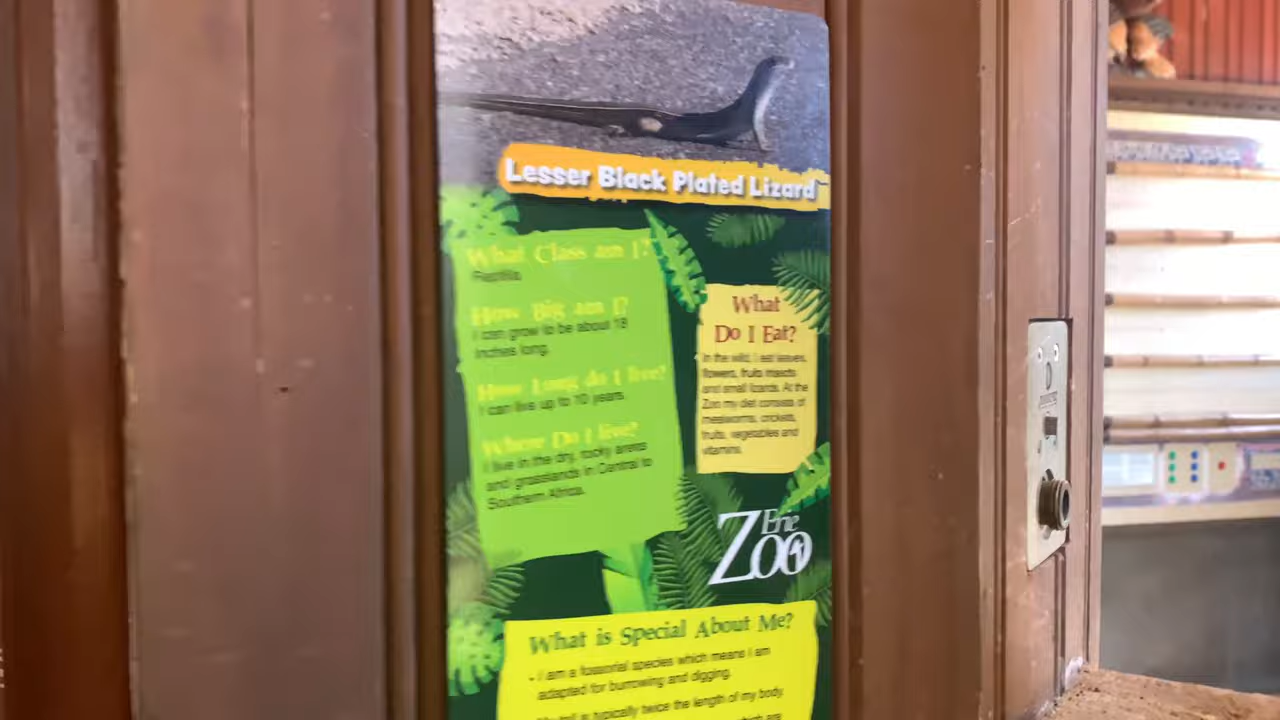 Lesser Black Plated Lizard
What Class am I?
Reptilia
How Big am I?
I can grow to be about 18
inches long.
How Long do I live?
I can live up to 10 years.
Where Do I live?
I live in the dry, rocky areas
and grasslands in Central to
Southern Africa.
What
Do I Eat?
In the wild, I eat leaves,
flowers, fruits insects
and small lizards. At the
Zoo my diet consists of
mealworms, crickets,
fruits, vegetables and
vitamins.
Erie
Zoo
What is Special About Me?
- I am a fossorial species which means I am
adapted for burrowing and digging.
tail is typically twice the length of my body.
which are